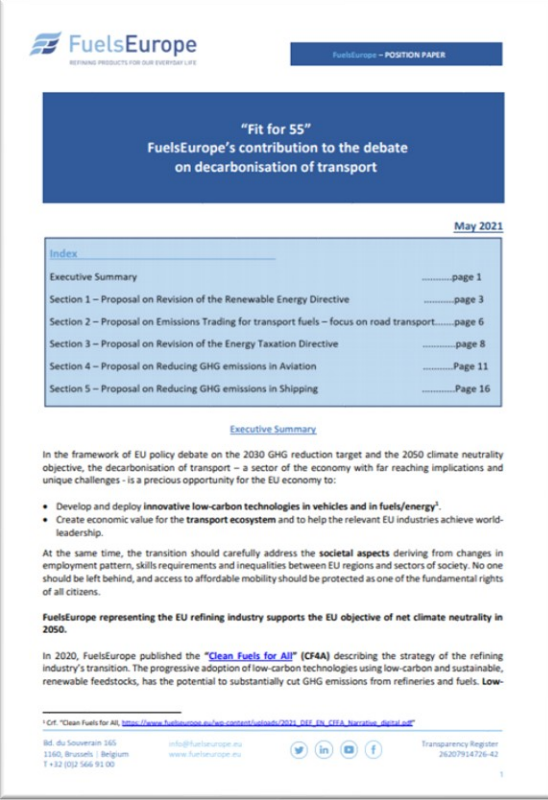 FuelsEurope
REFINING PRODUCTS FOR OUR EVERYDAY LIFE
FuelsEurope – POSITION PAPER
“Fit for 55”
FuelsEurope’s contribution to the debate
on decarbonisation of transport
May 2021
Index
Executive Summary ............page 1
Section 1 – Proposal on Revision of the Renewable Energy Directive ............page 3
Section 2 – Proposal on Emissions Trading for transport fuels – focus on road transport.......page 6
Section 3 – Proposal on Revision of the Energy Taxation Directive ............page 8
Section 4 – Proposal on Reducing GHG emissions in Aviation ............Page 11
Section 5 – Proposal on Reducing GHG emissions in Shipping ............Page 16
Executive Summary
In the framework of EU policy debate on the 2030 GHG reduction target and the 2050 climate neutrality
objective, the decarbonisation of transport – a sector of the economy with far reaching implications and
unique challenges - is a precious opportunity for the EU economy to:
• Develop and deploy innovative low-carbon technologies in vehicles and in fuels/energy¹.
• Create economic value for the transport ecosystem and to help the relevant EU industries achieve world-
leadership.
At the same time, the transition should carefully address the societal aspects deriving from changes in
employment pattern, skills requirements and inequalities between EU regions and sectors of society. No one
should be left behind, and access to affordable mobility should be protected as one of the fundamental rights
of all citizens.
FuelsEurope representing the EU refining industry supports the EU objective of net climate neutrality in
2050.
In 2020, FuelsEurope published the “Clean Fuels for All” (CF4A) describing the strategy of the refining
industry’s transition. The progressive adoption of low-carbon technologies using low-carbon and sustainable,
renewable feedstocks, has the potential to substantially cut GHG emissions from refineries and fuels. Low-
¹ Crf. “Clean Fuels for All, https://www.fuelseurope.eu/wp-content/uploads/2021_DEF_EN_CFFA_Narrative_digital.pdf”
Bd. du Souverain 165
1160, Brussels | Belgium
T +32 (0)2 566 91 00
info@fuelseurope.eu
www.fuelseurope.eu
Transparency Register
26207914726-42
1